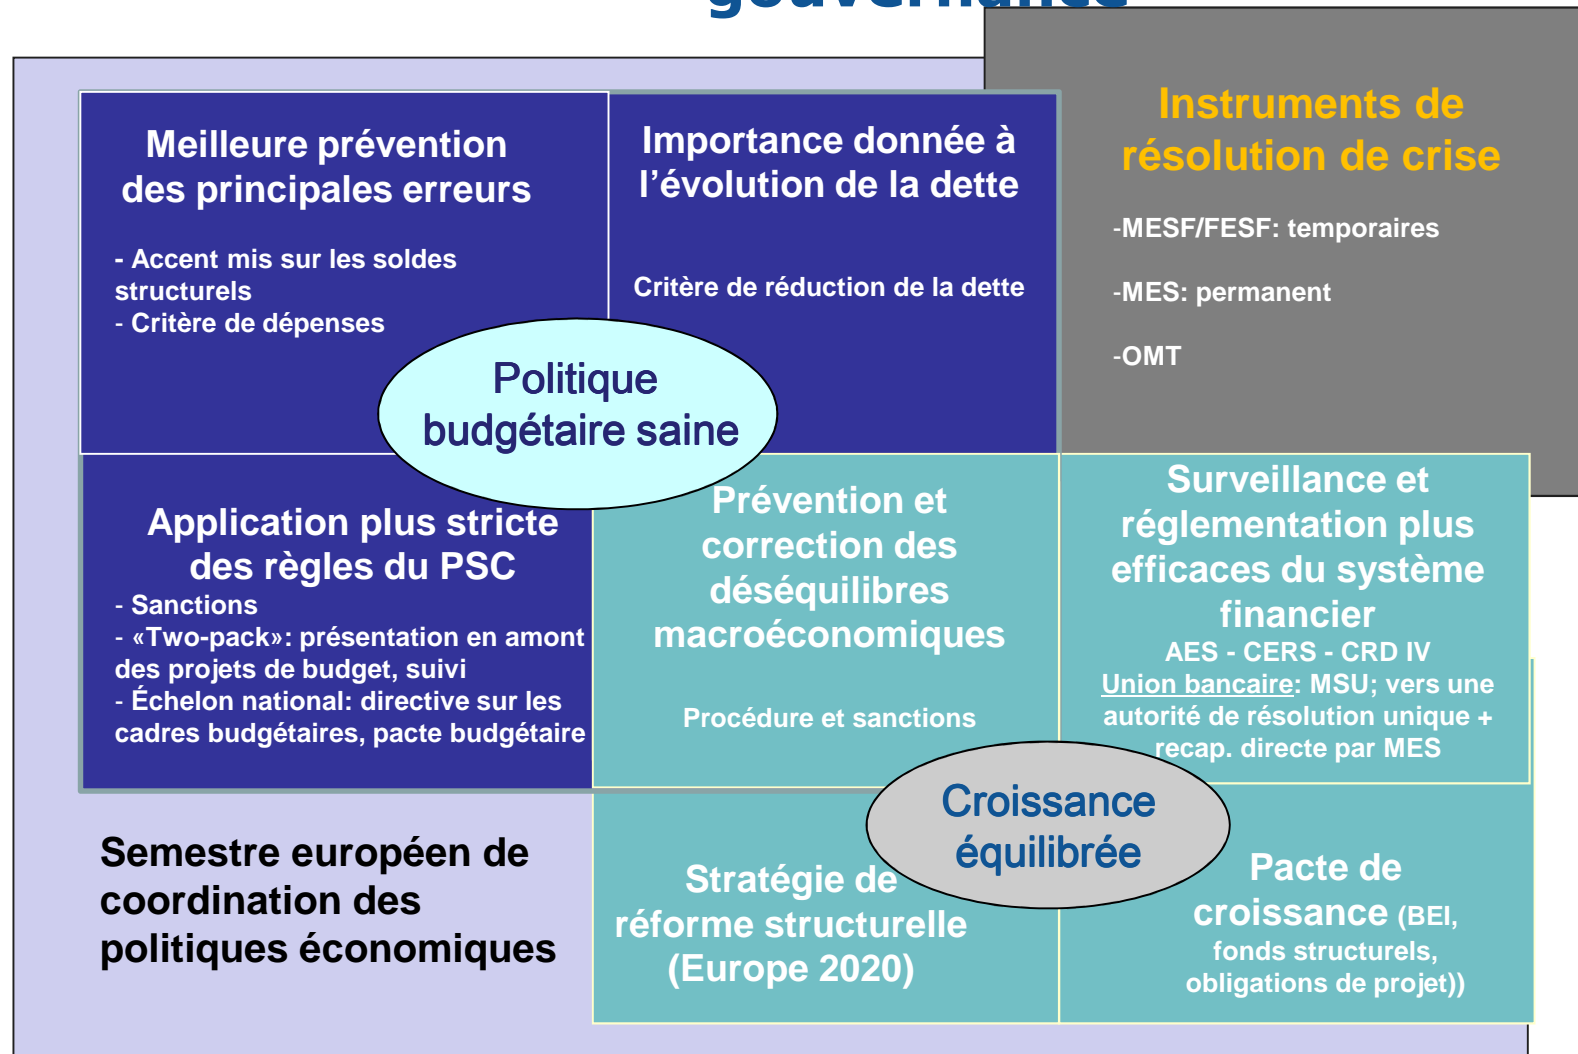 gouvernance
Meilleure prévention
des principales erreurs
- Accent mis sur les soldes
structurels
- Critère de dépenses
Importance donnée à
l’évolution de la dette
Critère de réduction de la dette
Instruments de
résolution de crise
-MESF/FESF: temporaires
-MES: permanent
-OMT
Politique
budgétaire saine
Application plus stricte
des règles du PSC
- Sanctions
- «Two-pack»: présentation en amont
des projets de budget, suivi
- Échelon national: directive sur les
cadres budgétaires, pacte budgétaire
Prévention et
correction des
déséquilibres
macroéconomiques
Procédure et sanctions
Surveillance et
réglementation plus
efficaces du système
financier
AES - CERS - CRD IV
Union bancaire: MSU; vers une
autorité de résolution unique +
recap. directe par MES
Croissance
équilibrée
Semestre européen de
coordination des
politiques économiques
Stratégie de
réforme structurelle
(Europe 2020)
Pacte de
croissance (BEI,
fonds structurels,
obligations de projet))